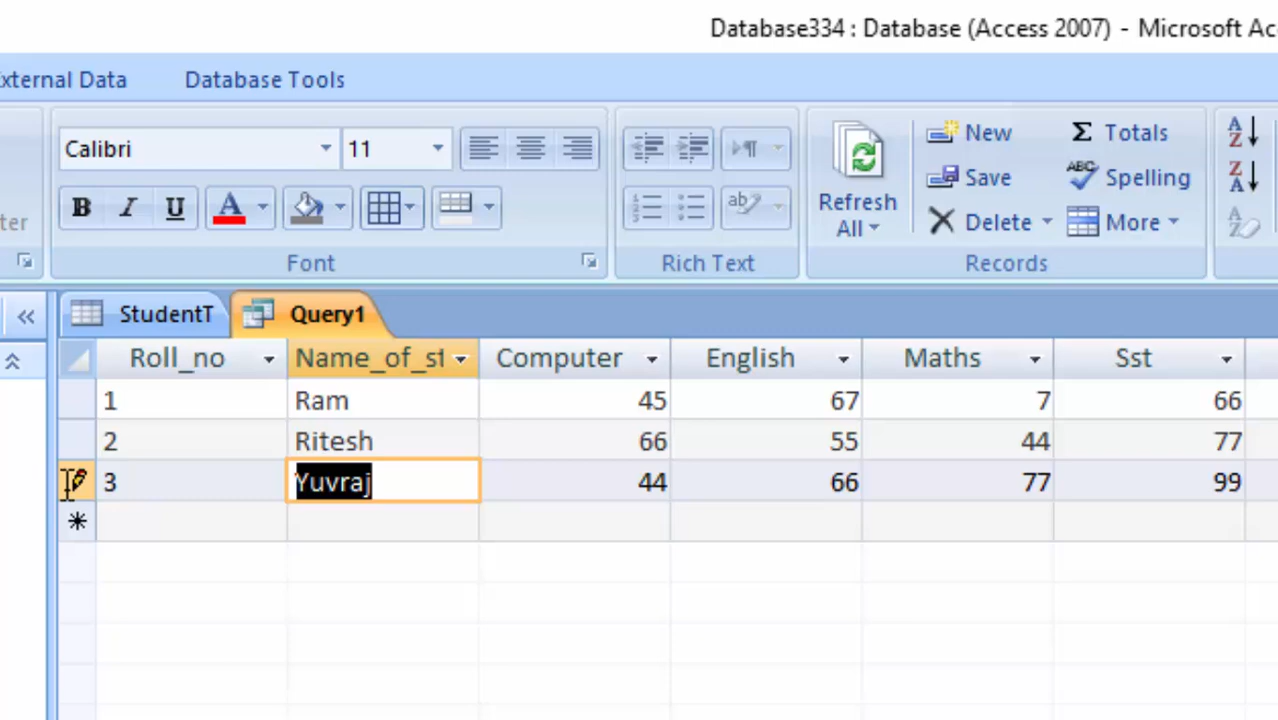 Database334 : Database (Access 2007) - Microsoft Ac
xternal Data Database Tools
Calibri 11
New Σ Totals
Save ABC Spelling
B I U A
ab
Refresh All
Delete More
A Z
Z A
A Z
ter
Font Rich Text Records
StudentT Query1
Roll_no Name_of_st Computer English Maths Sst
1 Ram 45 67 7 66
2 Ritesh 66 55 44 77
3 Yuvraj 44 66 77 99